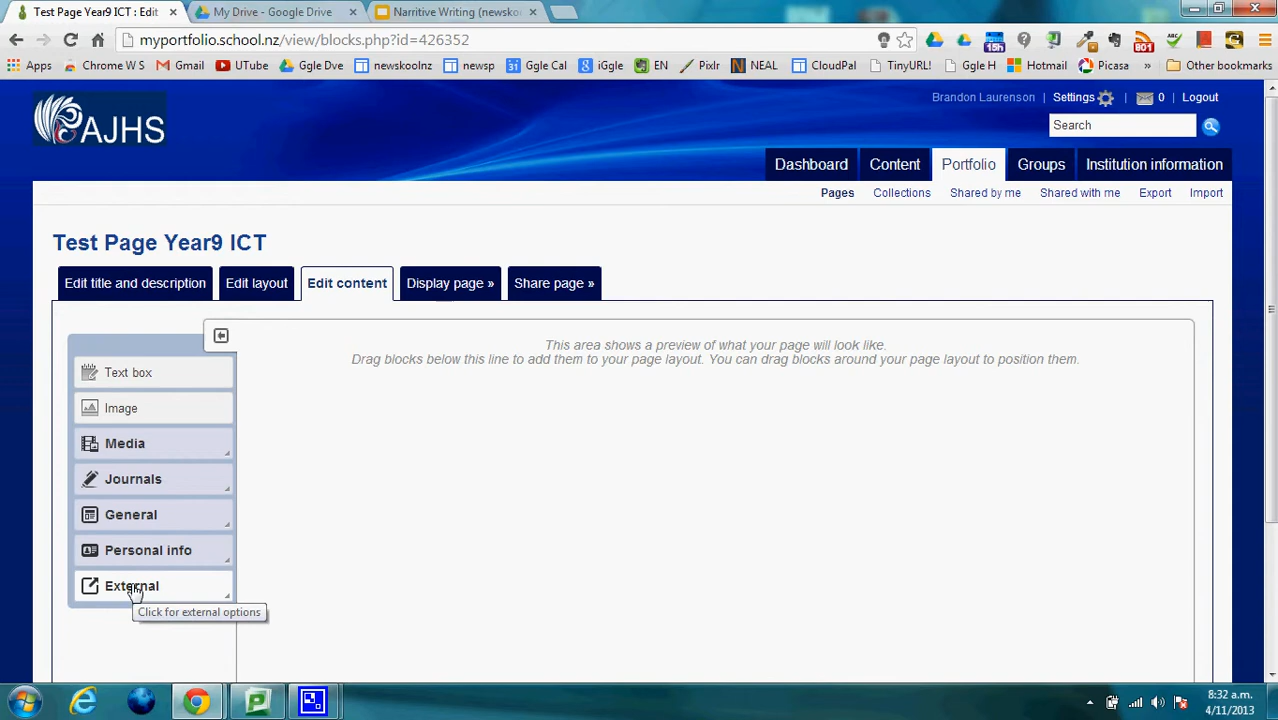 Test Page Year9 ICT : Edit
My Drive - Google Drive
Narritive Writing (newsko
myportfolio.school.nz/view/blocks.php?id=426352
15h
801
Apps Chrome W S Gmail UTube Ggle Dve newskoolnz newsp Ggle Cal iGgle EN Pixlr NEAL CloudPal TinyURL! Ggle H Hotmail Picasa » Other bookmarks
AJHS
Brandon Laurenson | Settings | 0 | Logout
Search
Dashboard Content Portfolio Groups Institution information
Pages Collections Shared by me Shared with me Export Import
Test Page Year9 ICT
Edit title and description Edit layout Edit content Display page » Share page »
This area shows a preview of what your page will look like.
Drag blocks below this line to add them to your page layout. You can drag blocks around your page layout to position them.
Text box
Image
Media
Journals
General
Personal info
External
Click for external options
8:32 a.m.
4/11/2013